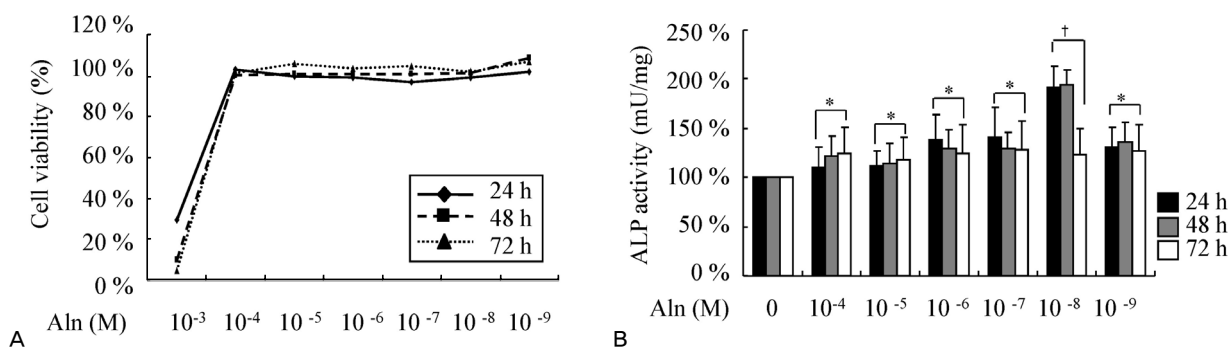 120 %
100 %
80 %
60 %
40 %
20 %
0 %
Cell viability (%)
24 h
48 h
72 h
Aln (M) 10⁻³ 10⁻⁴ 10⁻⁵ 10⁻⁶ 10⁻⁷ 10⁻⁸ 10⁻⁹
A
250 %
200 %
150 %
100 %
50 %
0 %
ALP activity (mU/mg)
* * * * † *
24 h
48 h
72 h
Aln (M) 0 10⁻⁴ 10⁻⁵ 10⁻⁶ 10⁻⁷ 10⁻⁸ 10⁻⁹
B